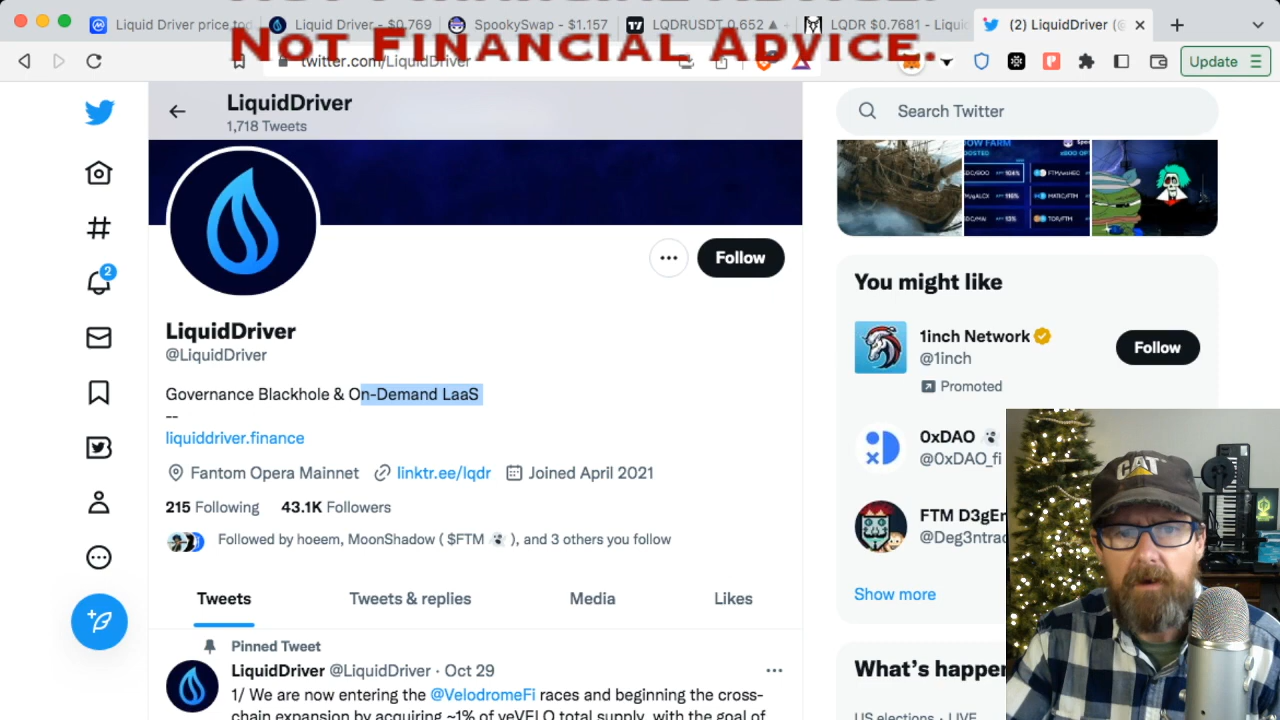 Liquid Driver price tod
Liquid Driver - $0.769
SpookySwap - $1.157
LQDRUSDT 0.652 ▲
LQDR $0.7681 - Liquid
(2) LiquidDriver (@
Not Financial Advice.
twitter.com/LiquidDriver
Update
LiquidDriver
1,718 Tweets
Search Twitter
Follow
LiquidDriver
@LiquidDriver
Governance Blackhole & On-Demand LaaS
--
liquiddriver.finance
Fantom Opera Mainnet linktr.ee/lqdr Joined April 2021
215 Following 43.1K Followers
Followed by hoeem, MoonShadow ( $FTM ), and 3 others you follow
Tweets Tweets & replies Media Likes
Pinned Tweet
LiquidDriver @LiquidDriver · Oct 29
1/ We are now entering the @VelodromeFi races and beginning the cross-
chain expansion by acquiring ~1% of veVELO total supply, with the goal of
2
You might like
1inch Network
@1inch
Follow
Promoted
0xDAO
@0xDAO_fi
FTM D3gEn
@Deg3ntrad
Show more
What's happen
US elections · LIVE
CAT